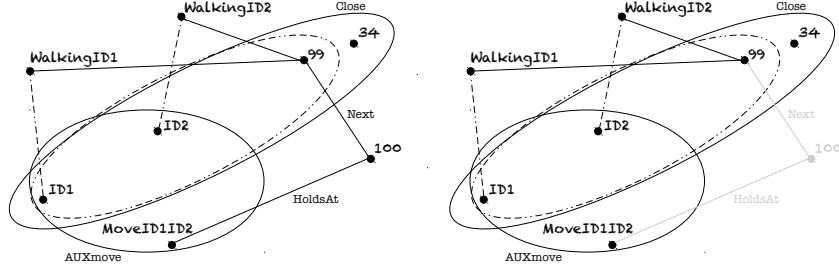 WalkingID2
Close
34
WalkingID1
99
Next
ID2
100
ID1
HoldsAt
MoveID1ID2
AUXmove
WalkingID2
Close
34
WalkingID1
99
Next
ID2
100
ID1
HoldsAt
MoveID1ID2
AUXmove